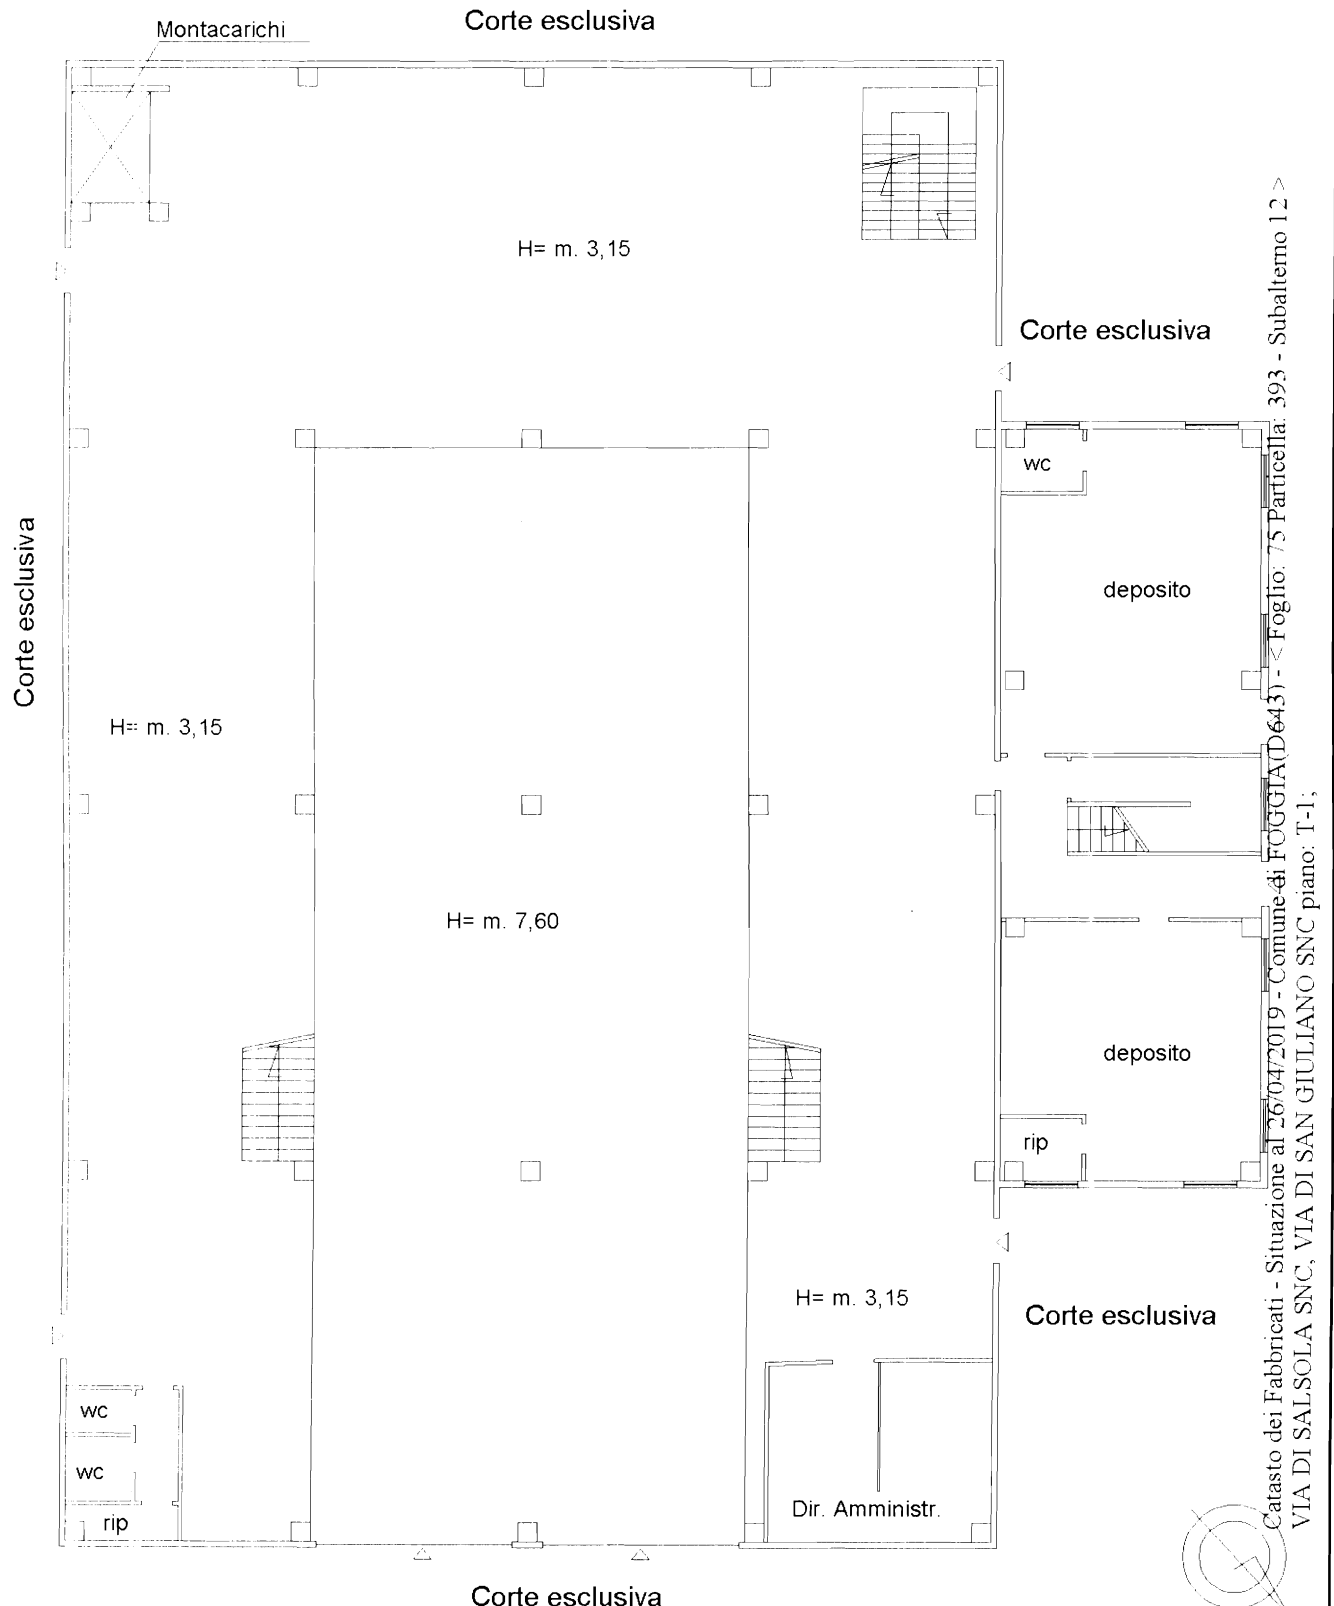 Corte esclusiva
Montacarichi
H= m. 3,15
Corte esclusiva
wc
deposito
Corte esclusiva
H= m. 3,15
H= m. 7,60
deposito
rip
H= m. 3,15
Corte esclusiva
wc
wc
rip
Dir. Amministr.
Corte esclusiva
Catasto dei Fabbricati - Situazione al 26/04/2019 - Comune di FOGGIA(D643) - < Foglio: 75 Particella: 393 - Subalterno 12 >
VIA DI SALSOLA SNC, VIA DI SAN GIULIANO SNC piano: T-1;